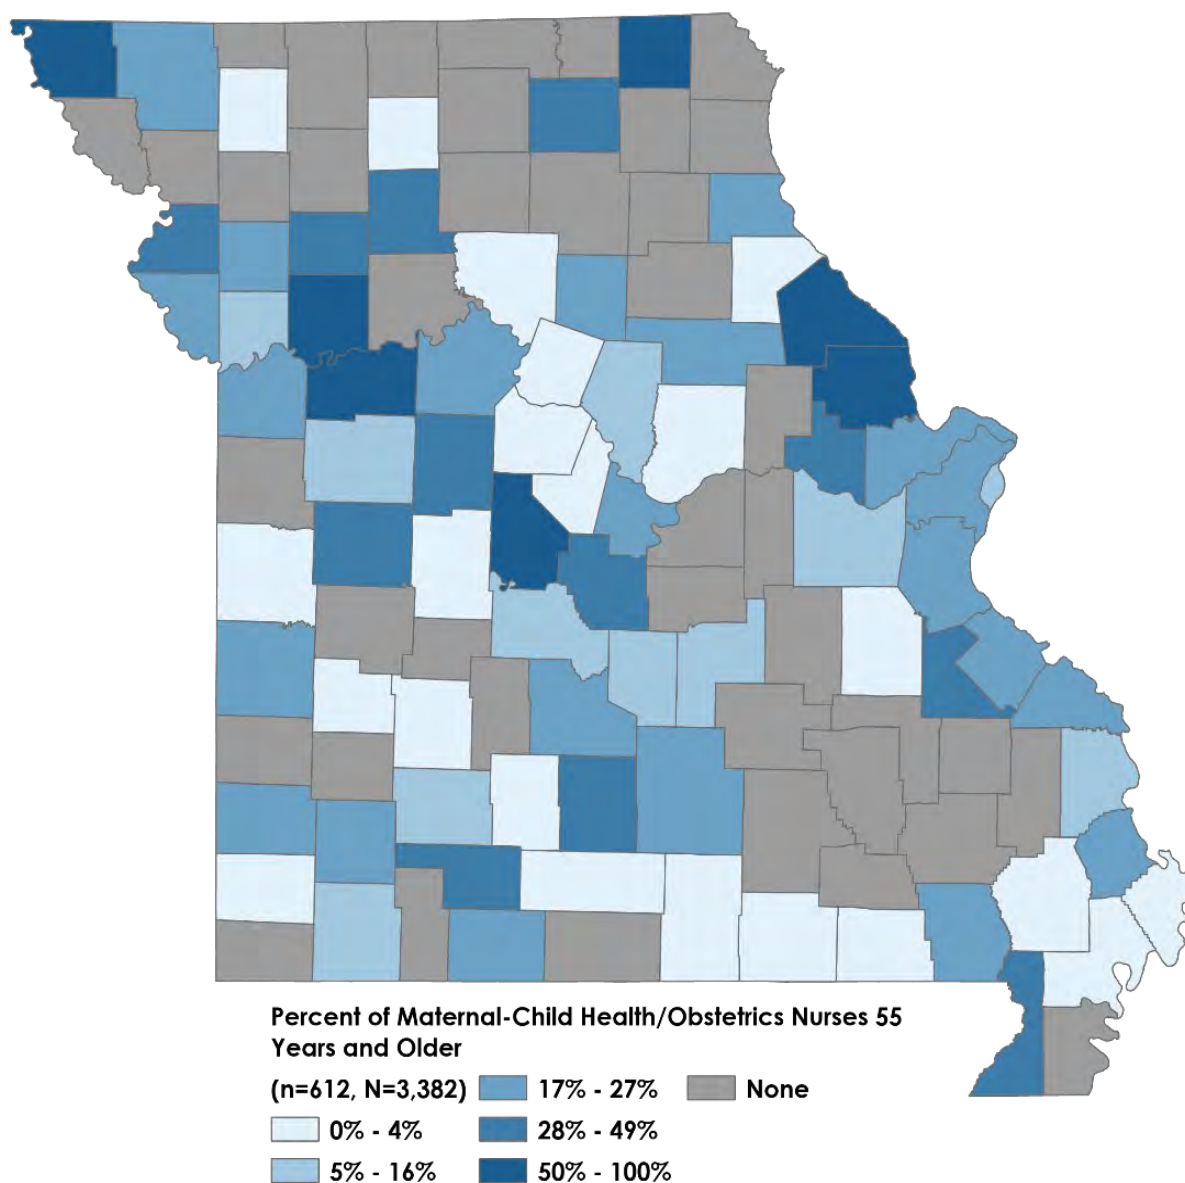 Percent of Maternal-Child Health/Obstetrics Nurses 55
Years and Older
(n=612, N=3,382)
0% - 4%
5% - 16%
17% - 27%
28% - 49%
50% - 100%
None